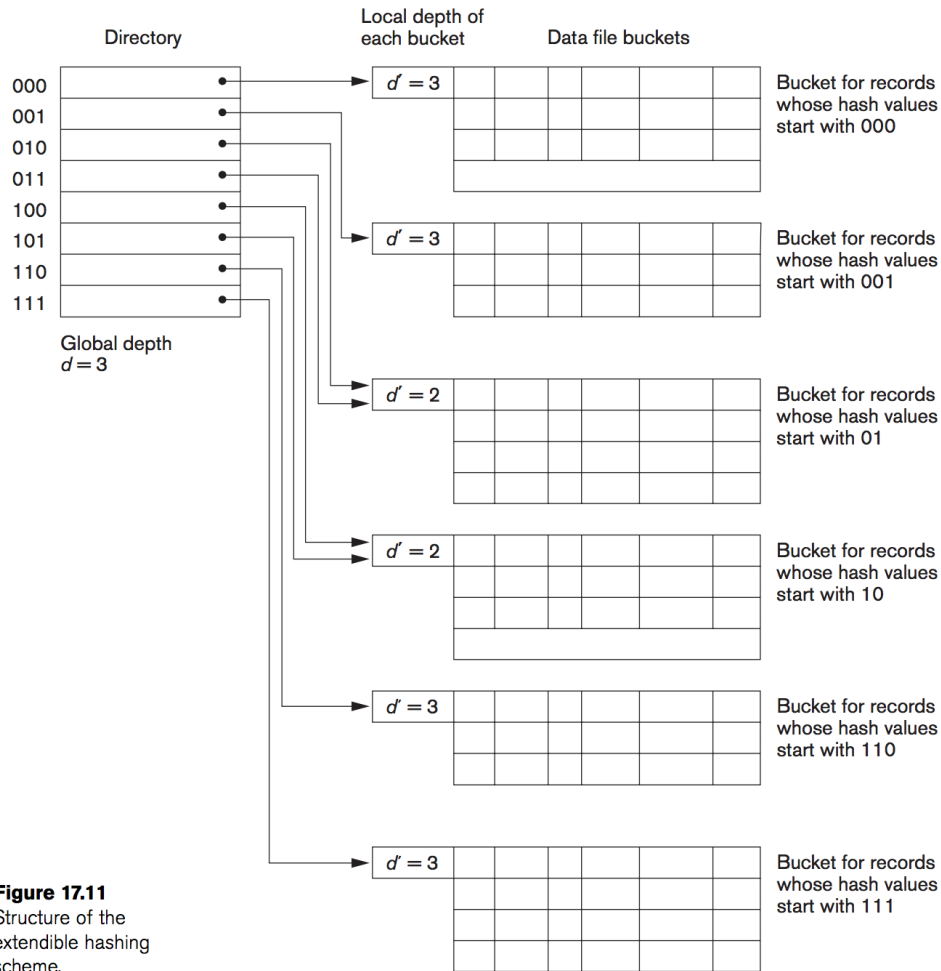 Directory
Local depth of
each bucket
Data file buckets
000
001
010
011
100
101
110
111
Global depth
d = 3
d′ = 3
Bucket for records
whose hash values
start with 000
d′ = 3
Bucket for records
whose hash values
start with 001
d′ = 2
Bucket for records
whose hash values
start with 01
d′ = 2
Bucket for records
whose hash values
start with 10
d′ = 3
Bucket for records
whose hash values
start with 110
d′ = 3
Bucket for records
whose hash values
start with 111
Figure 17.11
Structure of the
extendible hashing
scheme.